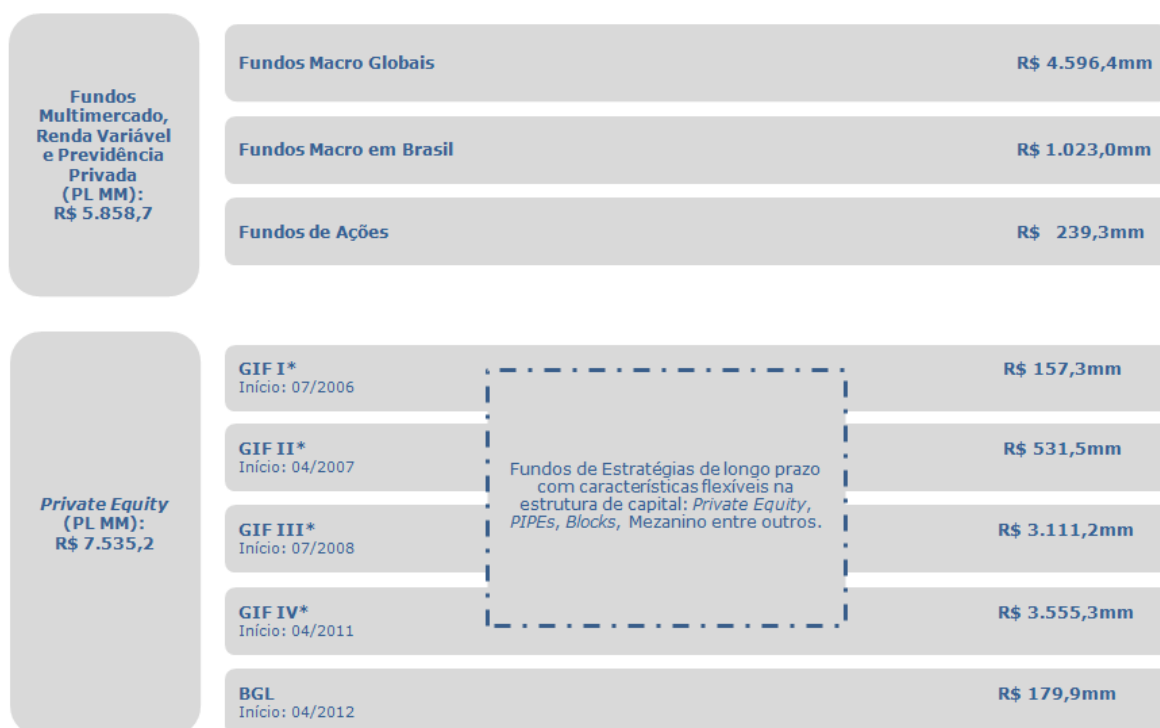 Fundos
Multimercado,
Renda Variável
e Previdência
Privada
(PL MM):
R$ 5.858,7
Fundos Macro Globais R$ 4.596,4mm
Fundos Macro em Brasil R$ 1.023,0mm
Fundos de Ações R$ 239,3mm
Private Equity
(PL MM):
R$ 7.535,2
GIF I* R$ 157,3mm
Início: 07/2006
GIF II* R$ 531,5mm
Início: 04/2007
GIF III* R$ 3.111,2mm
Início: 07/2008
GIF IV* R$ 3.555,3mm
Início: 04/2011
BGL R$ 179,9mm
Início: 04/2012
Fundos de Estratégias de longo prazo
com características flexíveis na
estrutura de capital: Private Equity,
PIPEs, Blocks, Mezanino entre outros.